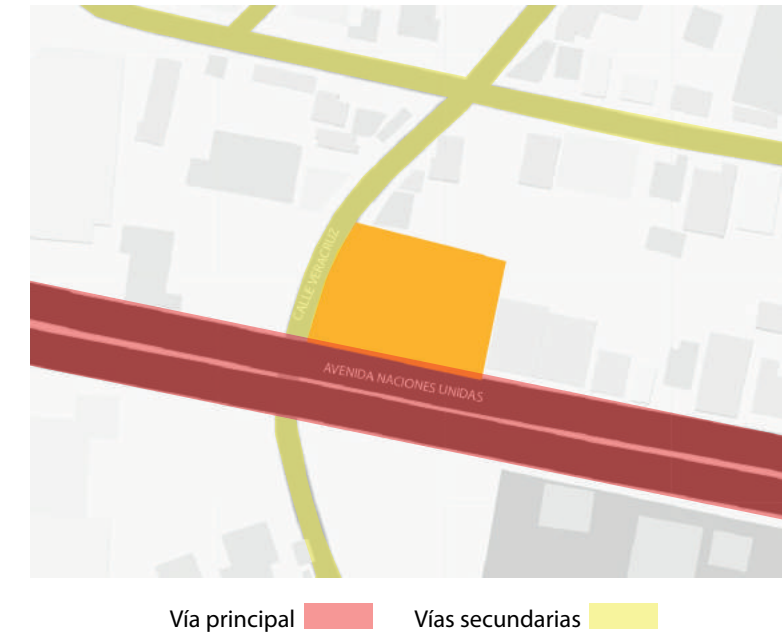 CALLE VERACRUZ
AVENIDA NACIONES UNIDAS
Vía principal
Vías secundarias